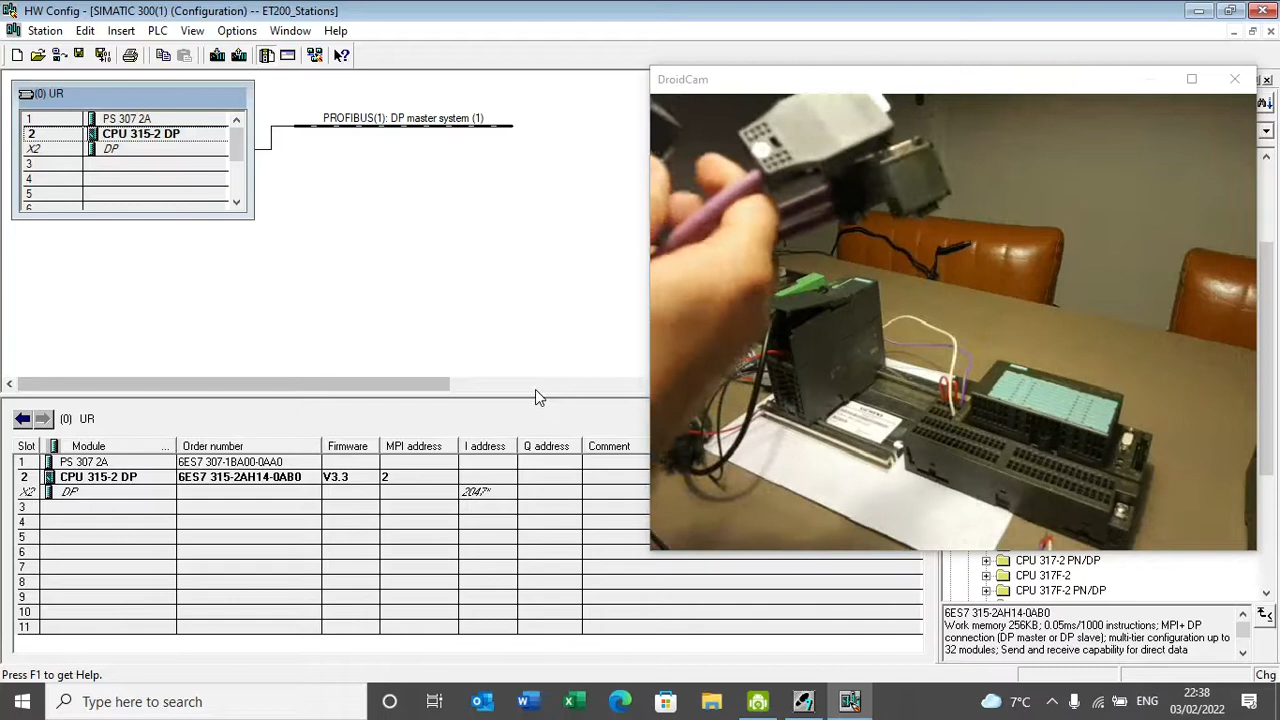 HW Config - [SIMATIC 300(1) (Configuration) -- ET200_Stations]
Station Edit Insert PLC View Options Window Help
(0) UR
1 PS 307 2A
2 CPU 315-2 DP
X2 DP
3
4
5
6
PROFIBUS(1): DP master system (1)
DroidCam
(0) UR
Slot Module ... Order number Firmware MPI address I address Q address Comment
1 PS 307 2A 6ES7 307-1BA00-0AA0
2 CPU 315-2 DP 6ES7 315-2AH14-0AB0 V3.3 2
X2 DP 2047*
3
4
5
6
7
8
9
10
11
CPU 317-2 PN/DP
CPU 317F-2
CPU 317F-2 PN/DP
6ES7 315-2AH14-0AB0
Work memory 256KB; 0.05ms/1000 instructions; MPI+ DP
connection (DP master or DP slave); multi-tier configuration up to
32 modules; Send and receive capability for direct data
Press F1 to get Help.
Chg
Type here to search
7°C
ENG
22:38
03/02/2022